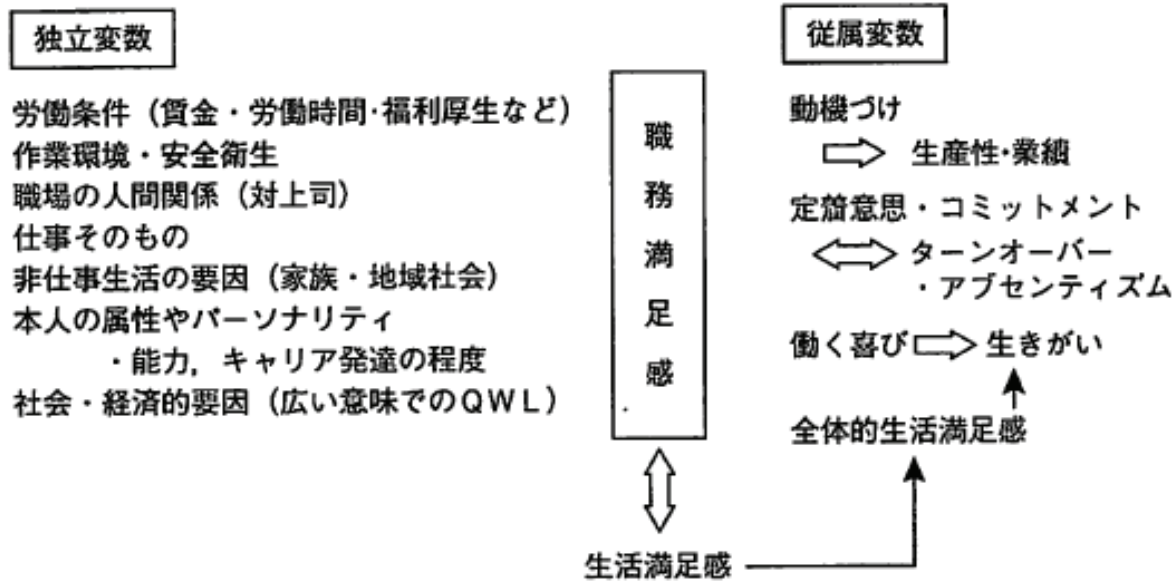 独立変数
労働条件（賃金・労働時間・福利厚生など）
作業環境・安全衛生
職場の人間関係（対上司）
仕事そのもの
非仕事生活の要因（家族・地域社会）
本人の属性やパーソナリティ
・能力，キャリア発達の程度
社会・経済的要因（広い意味でのＱＷＬ）
職務満足感
生活満足感
従属変数
動機づけ
生産性・業績
定着意思・コミットメント
ターンオーバー
・アブセンティズム
働く喜び
生きがい
全体的生活満足感